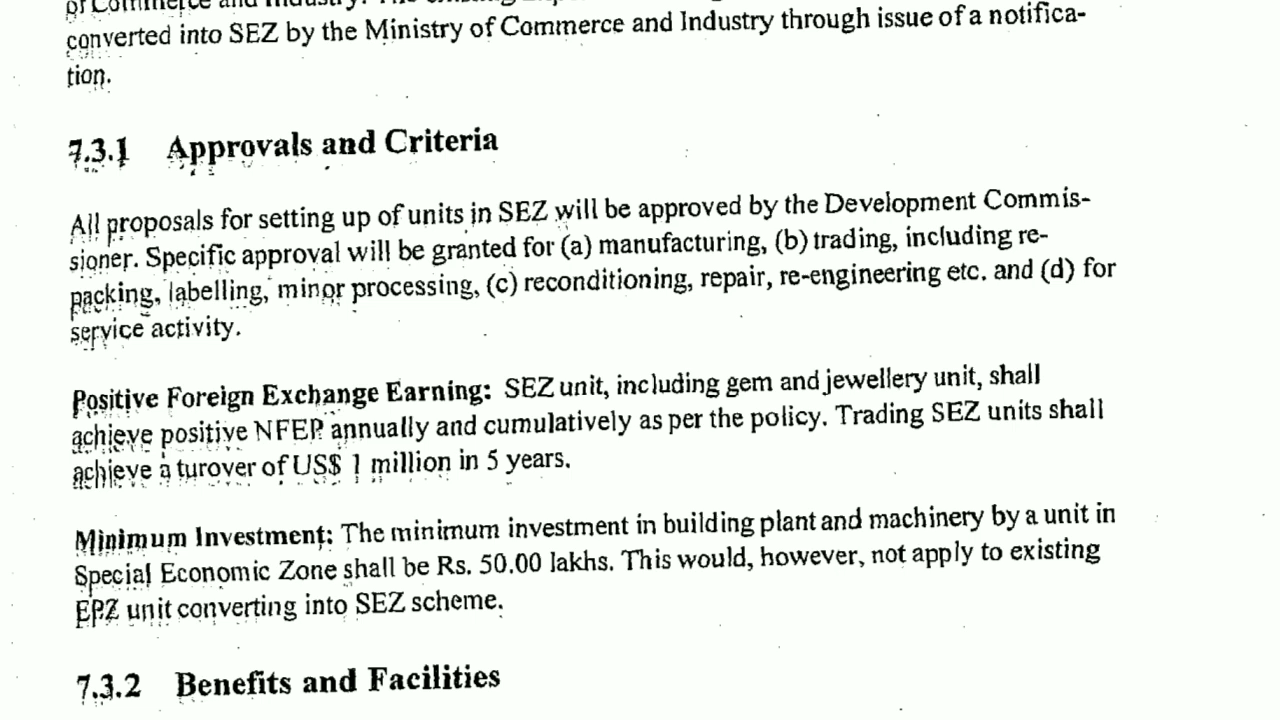 of Commerce and Industry. The existing
converted into SEZ by the Ministry of Commerce and Industry through issue of a notifica-
tion.
7.3.1 Approvals and Criteria
All proposals for setting up of units in SEZ will be approved by the Development Commis-
sioner. Specific approval will be granted for (a) manufacturing, (b) trading, including re-
packing, labelling, minor processing, (c) reconditioning, repair, re-engineering etc. and (d) for
service activity.
Positive Foreign Exchange Earning: SEZ unit, including gem and jewellery unit, shall
achieve positive NFEP annually and cumulatively as per the policy. Trading SEZ units shall
achieve a turover of US$ 1 million in 5 years.
Minimum Investment: The minimum investment in building plant and machinery by a unit in
Special Economic Zone shall be Rs. 50.00 lakhs. This would, however, not apply to existing
EPZ unit converting into SEZ scheme.
7.3.2 Benefits and Facilities